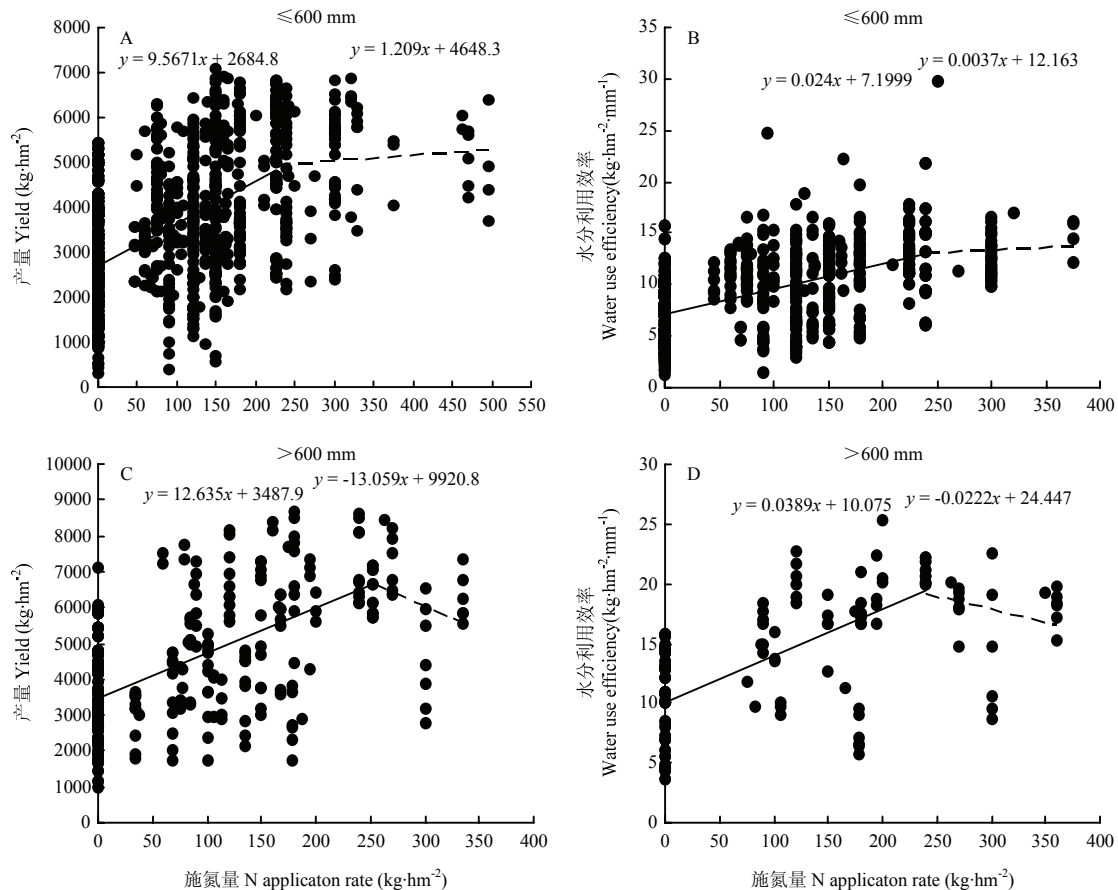 ≤600 mm
A
y = 9.5671x + 2684.8
y = 1.209x + 4648.3
产量 Yield (kg·hm-2)
8000
7000
6000
5000
4000
3000
2000
1000
0
0 50 100 150 200 250 300 350 400 450 500 550
≤600 mm
B
y = 0.0037x + 12.163
y = 0.024x + 7.1999
水分利用效率
Water use efficiency(kg·hm-2·mm-1)
35
30
25
20
15
10
5
0
0 50 100 150 200 250 300 350 400
>600 mm
C
y = 12.635x + 3487.9
y = -13.059x + 9920.8
产量 Yield (kg·hm-2)
10000
9000
8000
7000
6000
5000
4000
3000
2000
1000
0
0 50 100 150 200 250 300 350 400
施氮量 N applicaton rate (kg·hm-2)
>600 mm
D
y = 0.0389x + 10.075
y = -0.0222x + 24.447
水分利用效率
Water use efficiency(kg·hm-2·mm-1)
30
25
20
15
10
5
0
0 50 100 150 200 250 300 350 400
施氮量 N applicaton rate (kg·hm-2)